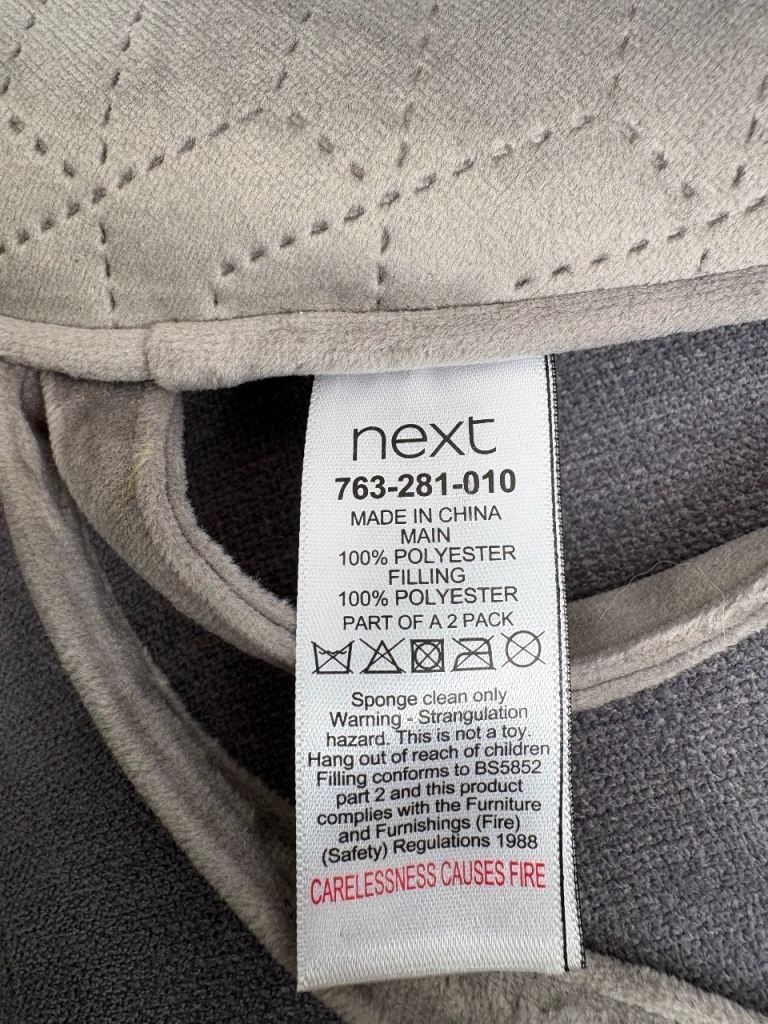 next
763-281-010
MADE IN CHINA
MAIN
100% POLYESTER
FILLING
100% POLYESTER
PART OF A 2 PACK
Sponge clean only
Warning - Strangulation
hazard. This is not a toy.
Hang out of reach of children
Filling conforms to BS5852
part 2 and this product
complies with the Furniture
and Furnishings (Fire)
(Safety) Regulations 1988
CARELESSNESS CAUSES FIRE